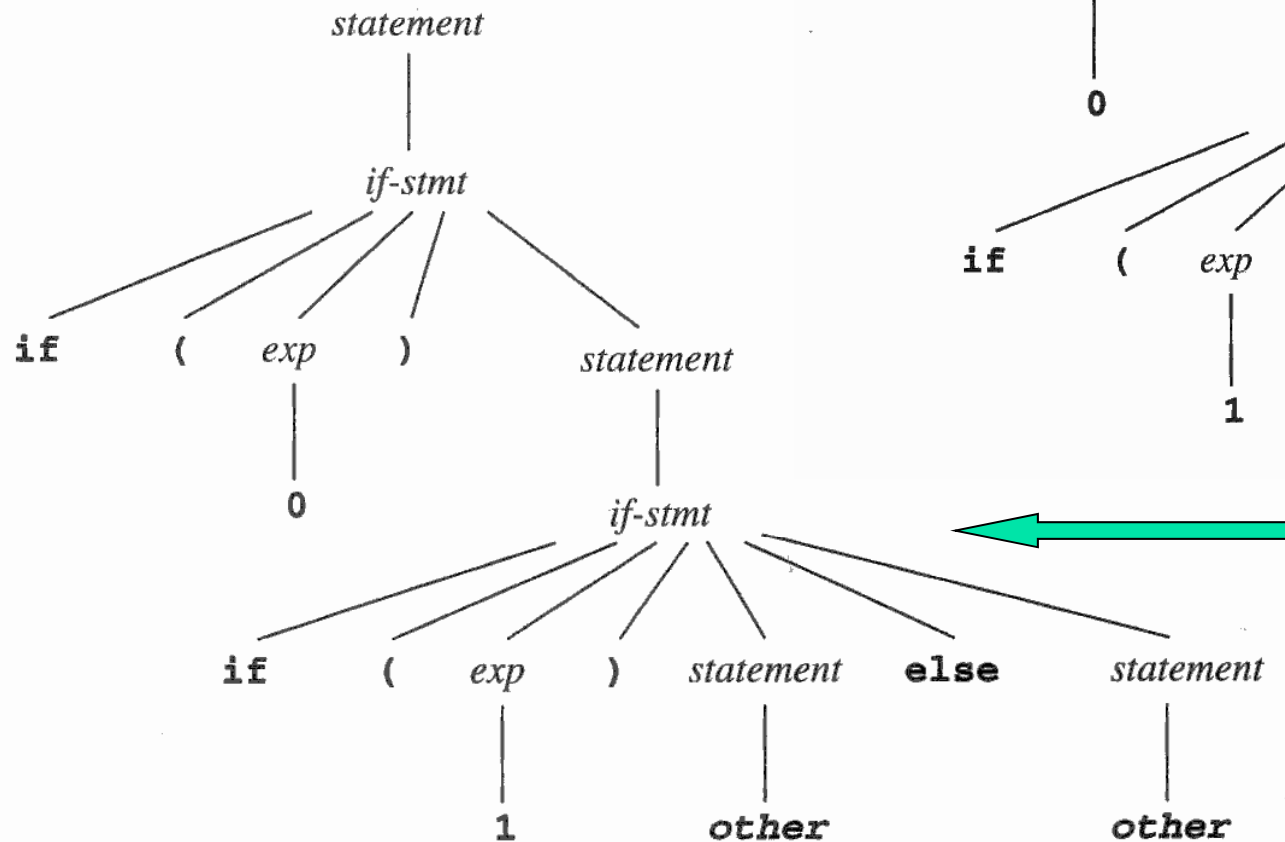 statement
0
if-stmt
if ( exp
if ( exp )
statement
1
0
if-stmt
if ( exp ) statement else statement
1 other other